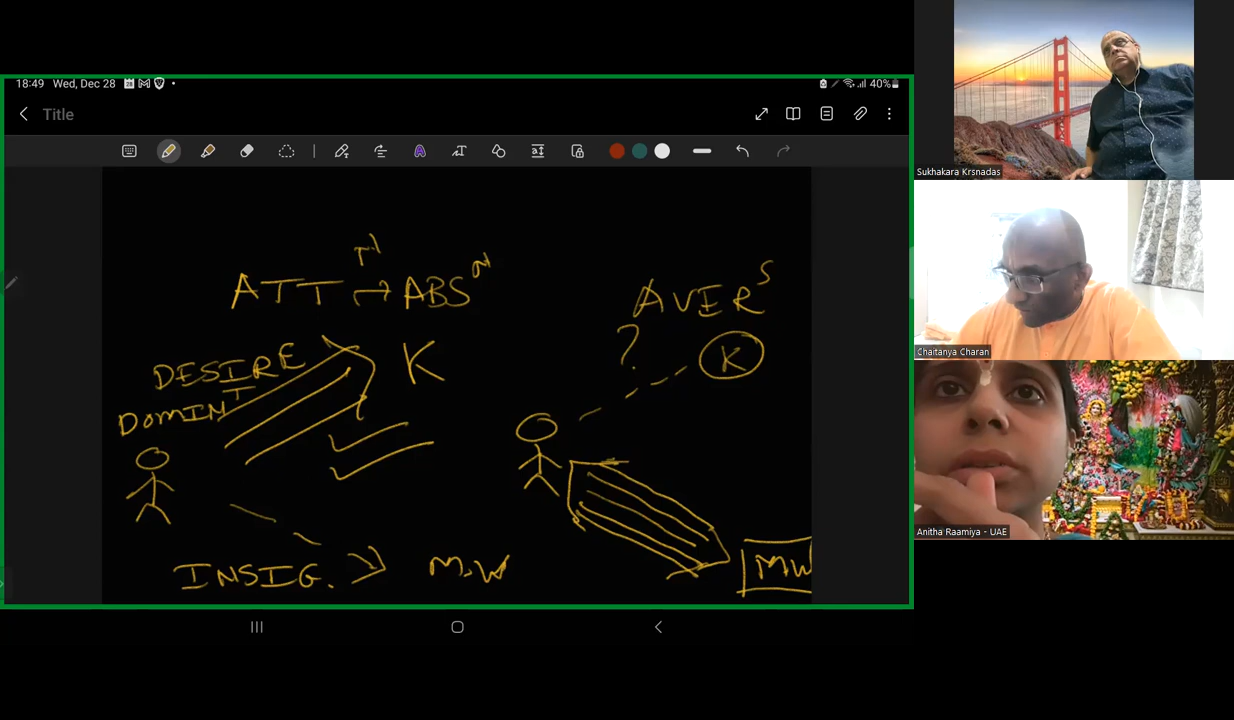 18:49 Wed, Dec 28
40%
Title
ATT → ABS
AVER S
DESIRE
K
?
K
DOMINT
INSIG.
M.W
MW
Sukhakara Krsnadas
Chaitanya Charan
Anitha Raamiya - UAE